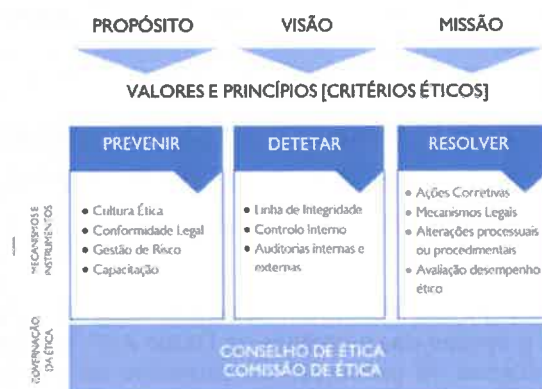 PROPÓSITO VISÃO MISSÃO
VALORES E PRINCÍPIOS [CRITÉRIOS ÉTICOS]
MECANISMOS E
INSTRUMENTOS
PREVENIR
• Cultura Ética
• Conformidade Legal
• Gestão de Risco
• Capacitação
DETETAR
• Linha de Integridade
• Controlo Interno
• Auditorias internas e
externas
RESOLVER
• Ações Corretivas
• Mecanismos Legais
• Alterações processuais
ou procedimentais
• Avaliação desempenho
ético
GOVERNAÇÃO
DA ÉTICA
CONSELHO DE ÉTICA
COMISSÃO DE ÉTICA